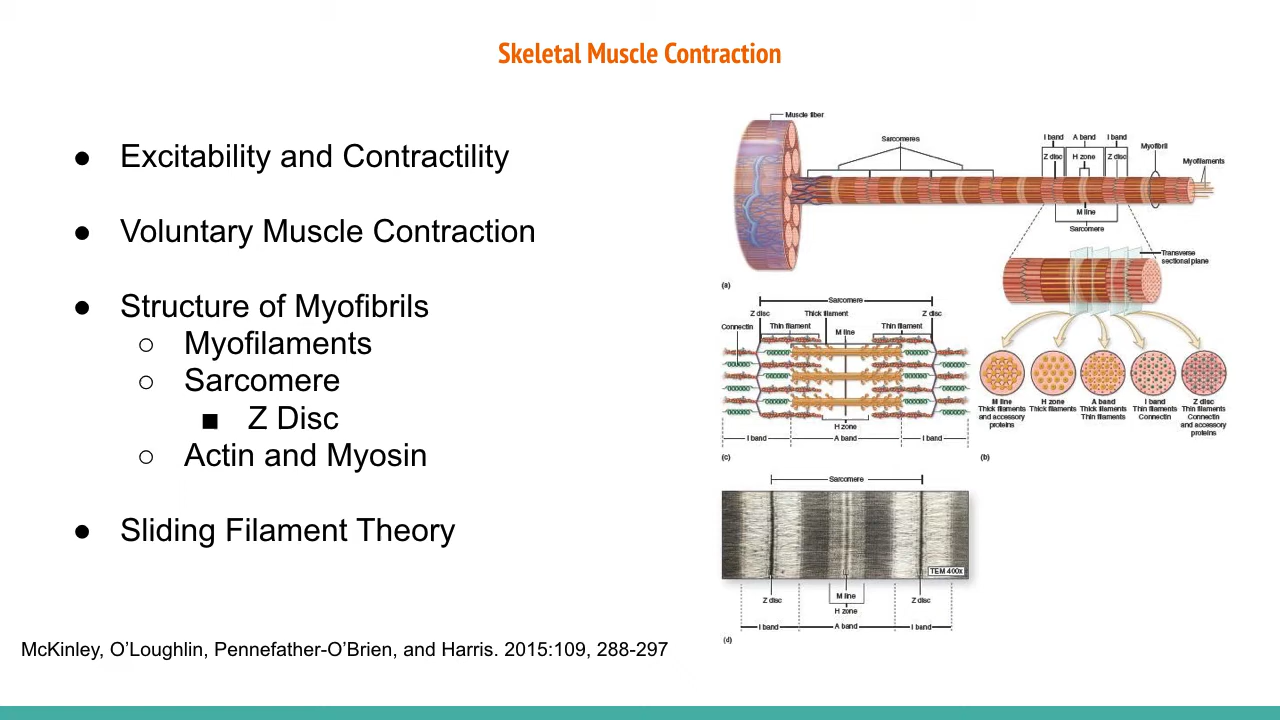 Skeletal Muscle Contraction
● Excitability and Contractility
● Voluntary Muscle Contraction
● Structure of Myofibrils
○ Myofilaments
○ Sarcomere
■ Z Disc
○ Actin and Myosin
● Sliding Filament Theory
McKinley, O’Loughlin, Pennefather-O’Brien, and Harris. 2015:109, 288-297
Muscle fiber
Sarcomeres
I band A band I band
Z disc H zone Z disc
Myofibril
Myofilaments
M line
Sarcomere
Transverse
sectional plane
(a)
Sarcomere
Z disc Thick filament Z disc
Connectin Thin filament M line Thin filament
H zone
I band A band I band
(c)
M line
Thick filaments
and accessory
proteins
H zone
Thick filaments
A band
Thick filaments
Thin filaments
I band
Thin filaments
Connectin
Z disc
Thin filaments
Connectin
and accessory
proteins
(b)
Sarcomere
TEM 400x
Z disc M line Z disc
H zone
I band A band I band
(d)